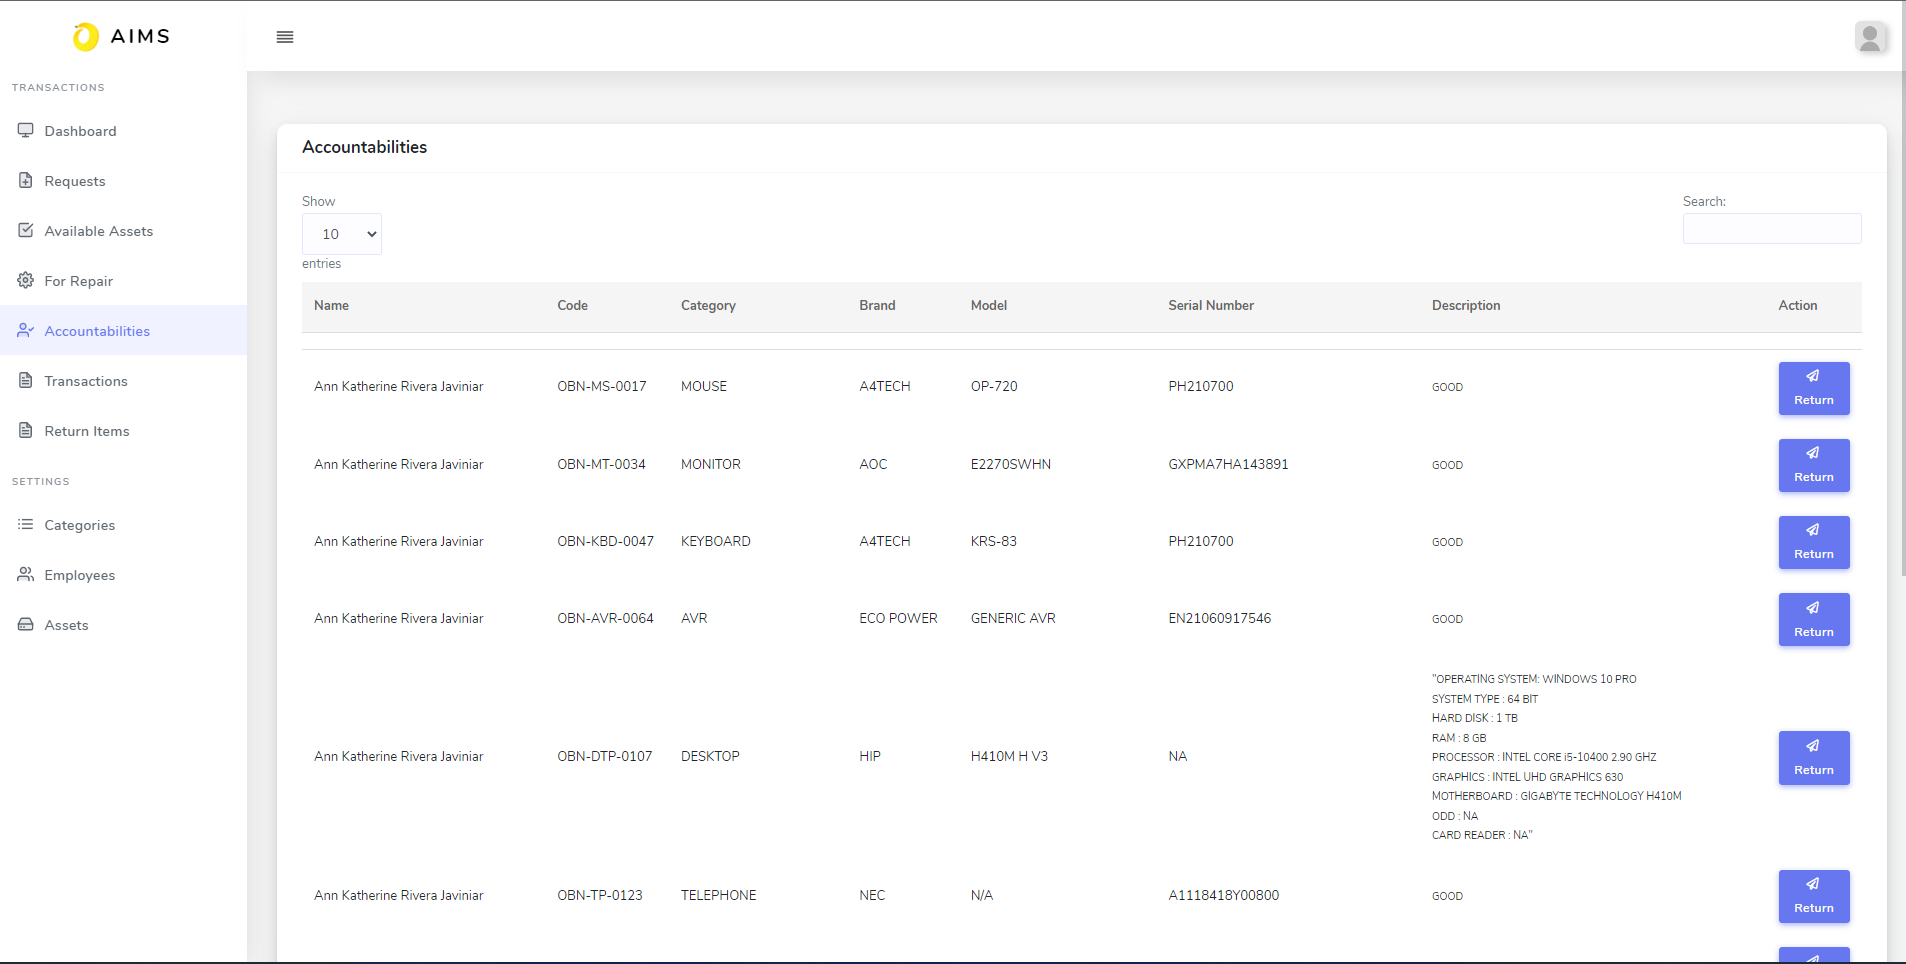 AIMS
TRANSACTIONS
Dashboard
Requests
Available Assets
For Repair
Accountabilities
Transactions
Return Items
SETTINGS
Categories
Employees
Assets
Accountabilities
Show
10
entries
Search:
Name Code Category Brand Model Serial Number Description Action
Ann Katherine Rivera Javiniar OBN-MS-0017 MOUSE A4TECH OP-720 PH210700 GOOD Return
Ann Katherine Rivera Javiniar OBN-MT-0034 MONITOR AOC E2270SWHN GXPMA7HA143891 GOOD Return
Ann Katherine Rivera Javiniar OBN-KBD-0047 KEYBOARD A4TECH KRS-83 PH210700 GOOD Return
Ann Katherine Rivera Javiniar OBN-AVR-0064 AVR ECO POWER GENERIC AVR EN21060917546 GOOD Return
Ann Katherine Rivera Javiniar OBN-DTP-0107 DESKTOP HIP H410M H V3 NA
"OPERATING SYSTEM: WINDOWS 10 PRO
SYSTEM TYPE : 64 BIT
HARD DISK : 1 TB
RAM : 8 GB
PROCESSOR : INTEL CORE i5-10400 2.90 GHZ
GRAPHICS : INTEL UHD GRAPHICS 630
MOTHERBOARD : GIGABYTE TECHNOLOGY H410M
ODD : NA
CARD READER : NA"
Return
Ann Katherine Rivera Javiniar OBN-TP-0123 TELEPHONE NEC N/A A1118418Y00800 GOOD Return